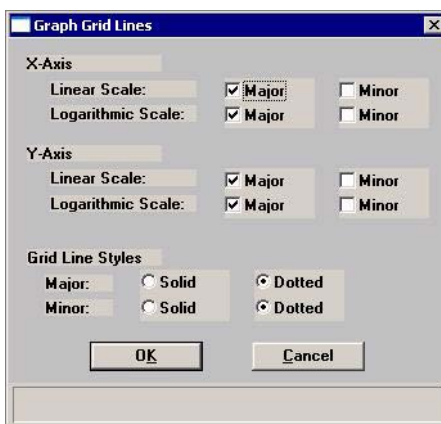 Graph Grid Lines
X-Axis
Linear Scale: Major Minor
Logarithmic Scale: Major Minor
Y-Axis
Linear Scale: Major Minor
Logarithmic Scale: Major Minor
Grid Line Styles
Major: Solid Dotted
Minor: Solid Dotted
OK Cancel